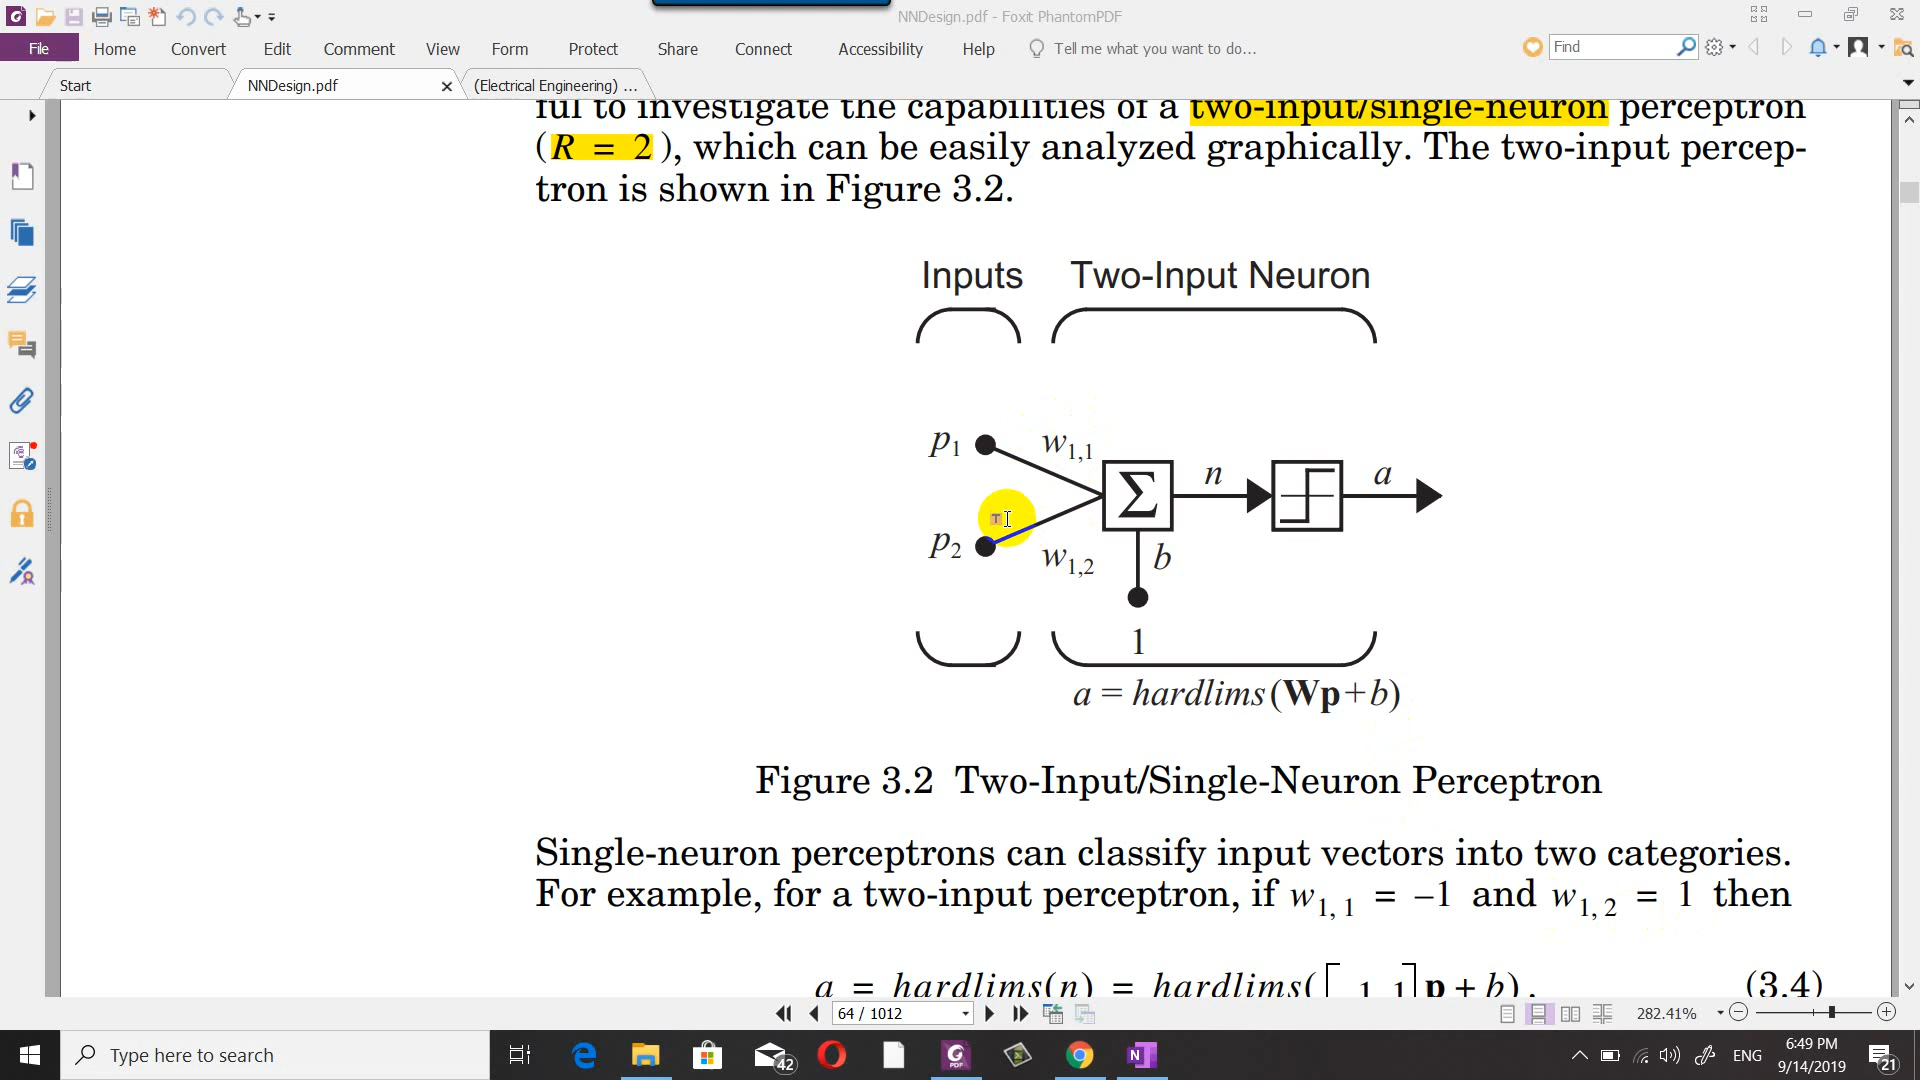 NNDesign.pdf - Foxit PhantomPDF
File Home Convert Edit Comment View Form Protect Share Connect Accessibility Help Tell me what you want to do... Find
Start NNDesign.pdf (Electrical Engineering) ...
ful to investigate the capabilities of a two-input/single-neuron perceptron
(R = 2), which can be easily analyzed graphically. The two-input percep-
tron is shown in Figure 3.2.
Inputs Two-Input Neuron
p1 w1,1
Σ n a
p2 w1,2 b
1
a = hardlims(Wp+b)
Figure 3.2 Two-Input/Single-Neuron Perceptron
Single-neuron perceptrons can classify input vectors into two categories.
For example, for a two-input perceptron, if w1, 1 = –1 and w1, 2 = 1 then
a = hardlims(n) = hardlims([ 1 1]p + b). (3.4)
64 / 1012 282.41%
Type here to search 42 ENG 6:49 PM
9/14/2019 21